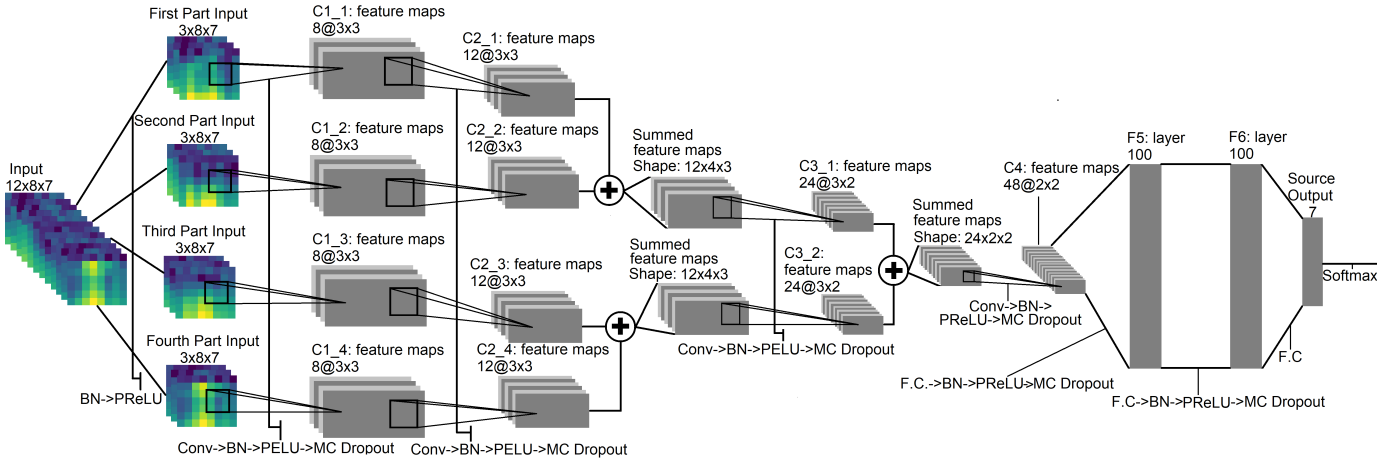 First Part Input
3x8x7
C1_1: feature maps
8@3x3
C2_1: feature maps
12@3x3
Second Part Input
3x8x7
C1_2: feature maps
8@3x3
C2_2: feature maps
12@3x3
Input
12x8x7
Summed
feature maps
Shape: 12x4x3
C3_1: feature maps
24@3x2
F5: layer
100
F6: layer
100
C4: feature maps
48@2x2
Source
Output
7
Third Part Input
3x8x7
C1_3: feature maps
8@3x3
C2_3: feature maps
12@3x3
Summed
feature maps
Shape: 12x4x3
C3_2:
feature maps
24@3x2
Summed
feature maps
Shape: 24x2x2
Softmax
Conv->BN->
PReLU->MC Dropout
Fourth Part Input
3x8x7
C1_4: feature maps
8@3x3
C2_4: feature maps
12@3x3
Conv->BN->PELU->MC Dropout
F.C
BN->PReLU
F.C.->BN->PReLU->MC Dropout
F.C->BN->PReLU->MC Dropout
Conv->BN->PELU->MC Dropout
Conv->BN->PELU->MC Dropout